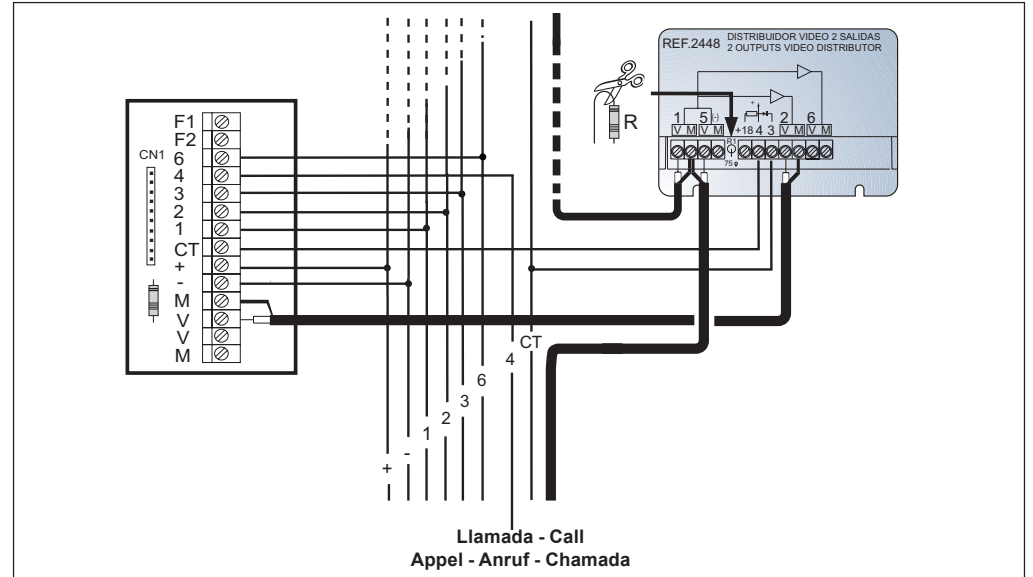 REF.2448
DISTRIBUIDOR VIDEO 2 SALIDAS
2 OUTPUTS VIDEO DISTRIBUTOR
R
1 5 (-) + 2 6
V M V M +18 4 3 V M V M
R1
75
F1
F2
CN1
6
4
3
2
1
CT
+
-
M
V
V
M
CT
4
6
3
2
1
-
+
Llamada - Call
Appel - Anruf - Chamada